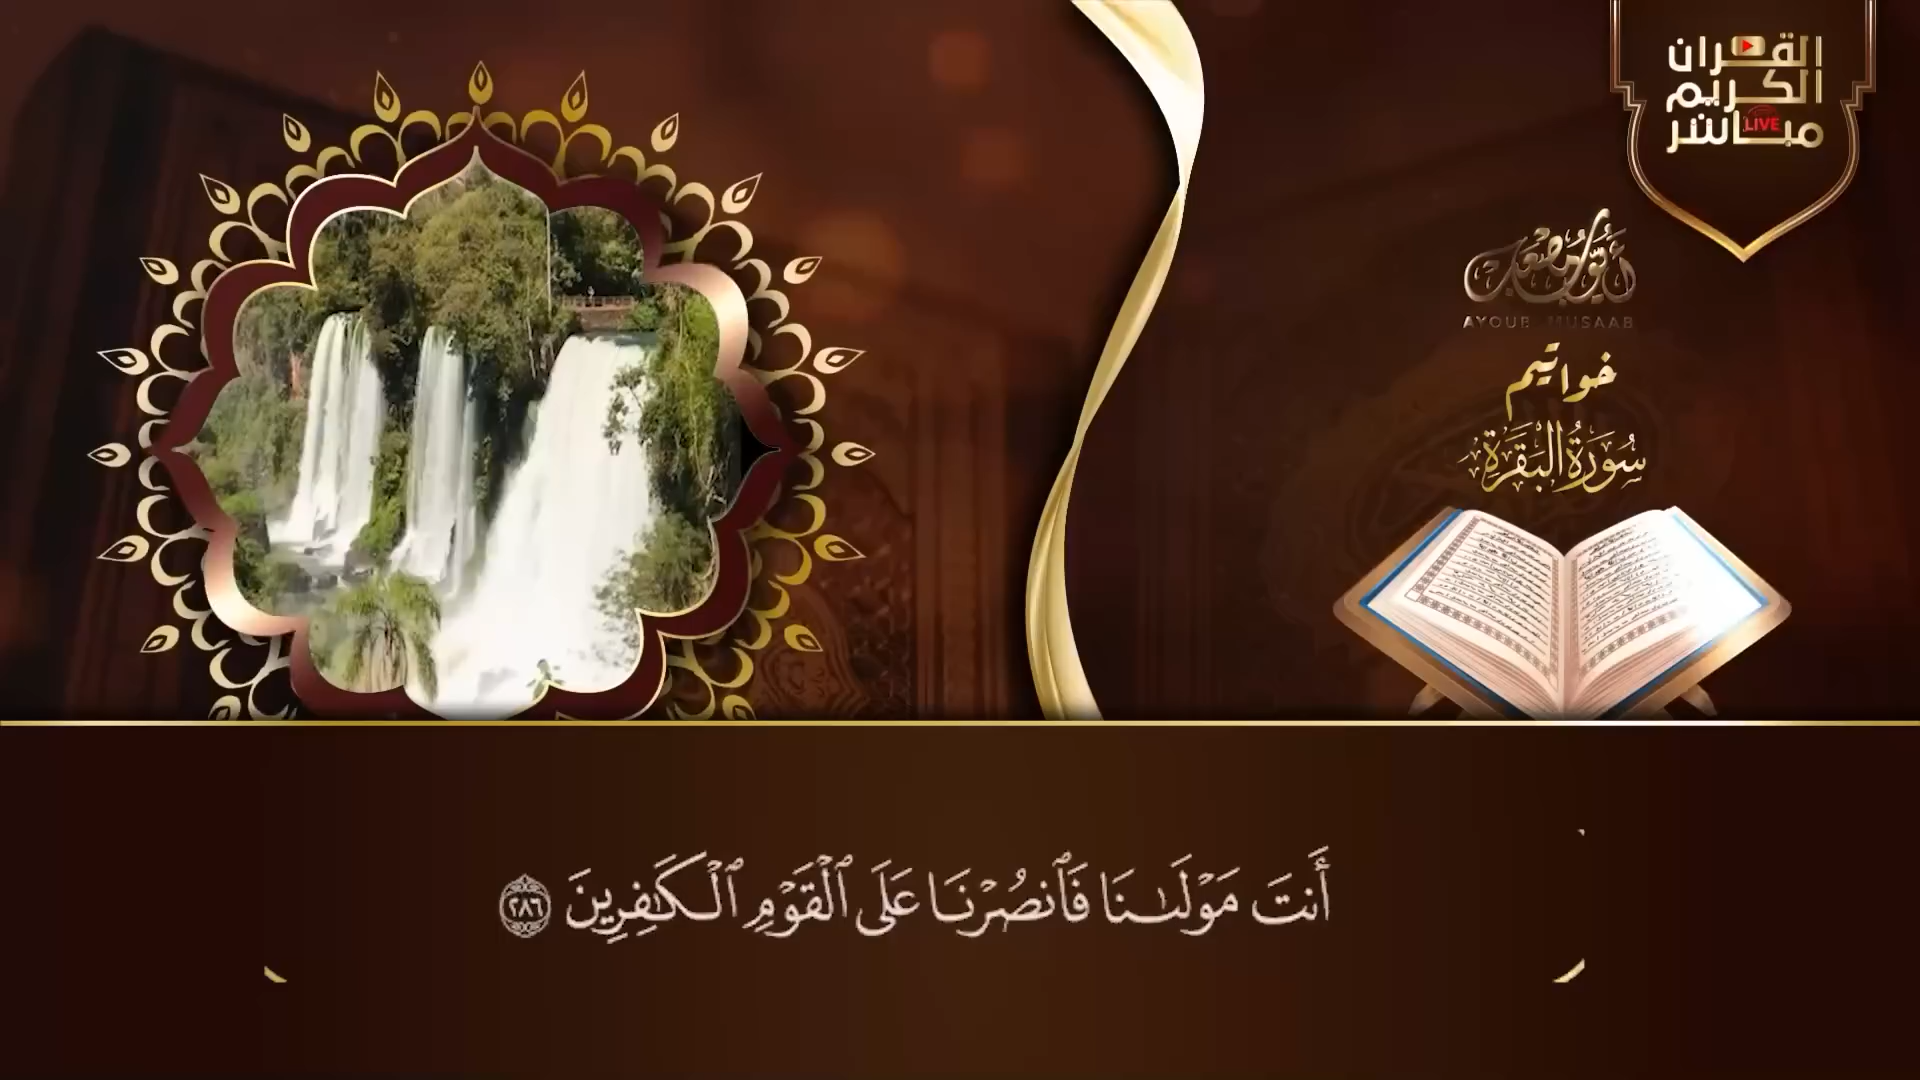 القرآن
الكريم
مباشر
LIVE
أيوب مصعب
AYOUB MUSAAB
خواتيم
سُورَةُ البَقَرَةِ
أَنتَ مَوْلَىٰنَا فَٱنصُرْنَا عَلَى ٱلْقَوْمِ ٱلْكَٰفِرِينَ ٢٨٦